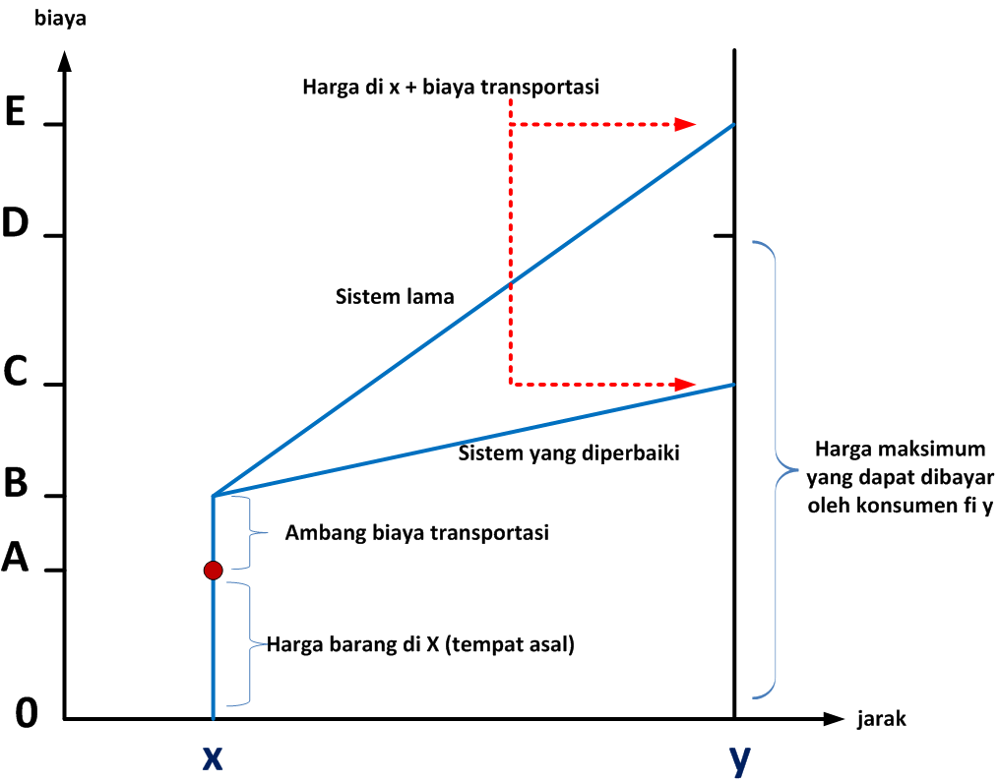 biaya
E
Harga di x + biaya transportasi
D
Sistem lama
C
Sistem yang diperbaiki
Harga maksimum
yang dapat dibayar
oleh konsumen fi y
B
Ambang biaya transportasi
A
Harga barang di X (tempat asal)
0
jarak
x
y